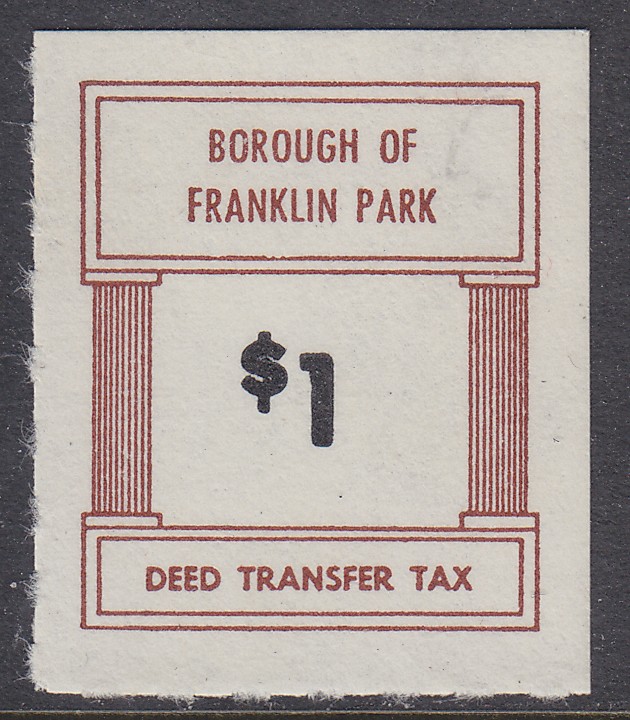 BOROUGH OF
FRANKLIN PARK
$1
DEED TRANSFER TAX